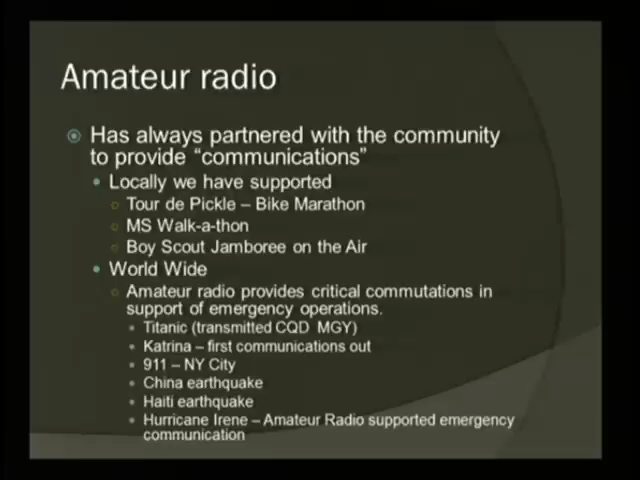 Amateur radio
Has always partnered with the community
to provide “communications”
Locally we have supported
Tour de Pickle – Bike Marathon
MS Walk-a-thon
Boy Scout Jamboree on the Air
World Wide
Amateur radio provides critical commutations in
support of emergency operations.
Titanic (transmitted CQD MGY)
Katrina – first communications out
911 – NY City
China earthquake
Haiti earthquake
Hurricane Irene – Amateur Radio supported emergency
communication